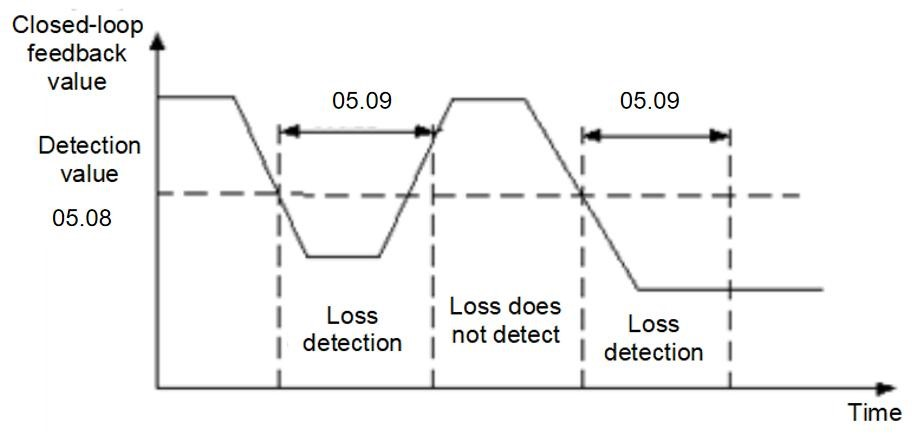 Closed-loop
feedback
value
05.09
05.09
Detection
value
05.08
Loss
detection
Loss does
not detect
Loss
detection
Time